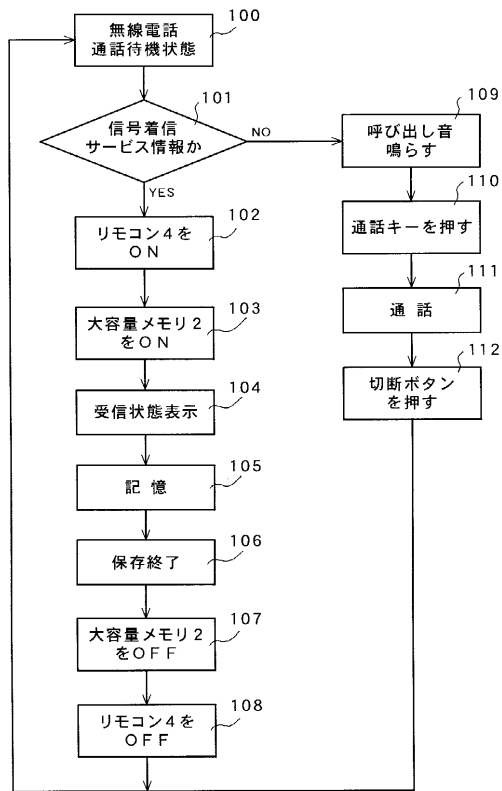 100
無線電話
通話待機状態
101
信号着信
サービス情報か
NO
YES
102
リモコン4を
ON
103
大容量メモリ2
をON
104
受信状態表示
105
記憶
106
保存終了
107
大容量メモリ2
をOFF
108
リモコン4を
OFF
109
呼び出し音
鳴らす
110
通話キーを押す
111
通話
112
切断ボタン
を押す